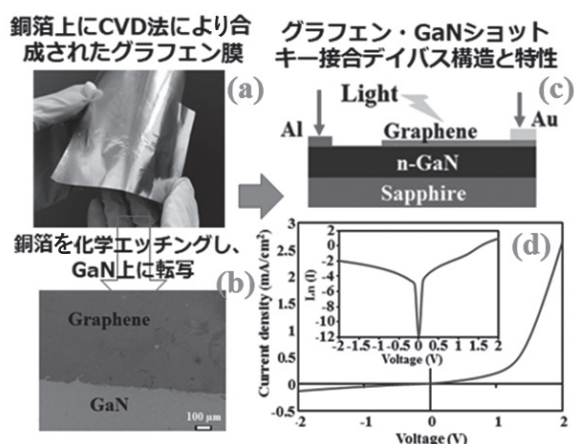 銅箔上にCVD法により合
成されたグラフェン膜
(a)
銅箔を化学エッチングし、
GaN上に転写
(b)
Graphene
GaN
100 µm
グラフェン・GaNショット
キー接合デイバス構造と特性
(c)
Light
Al
Graphene
Au
n-GaN
Sapphire
(d)
Current density (mA/cm²)
3
2.5
2
1.5
1
0.5
0
-0.5
-2
-1
0
1
2
Voltage (V)
Ln (I)
2
0
-2
-4
-6
-8
-10
-12
-2 -1.5 -1 -0.5 0 0.5 1 1.5 2
Voltage (V)